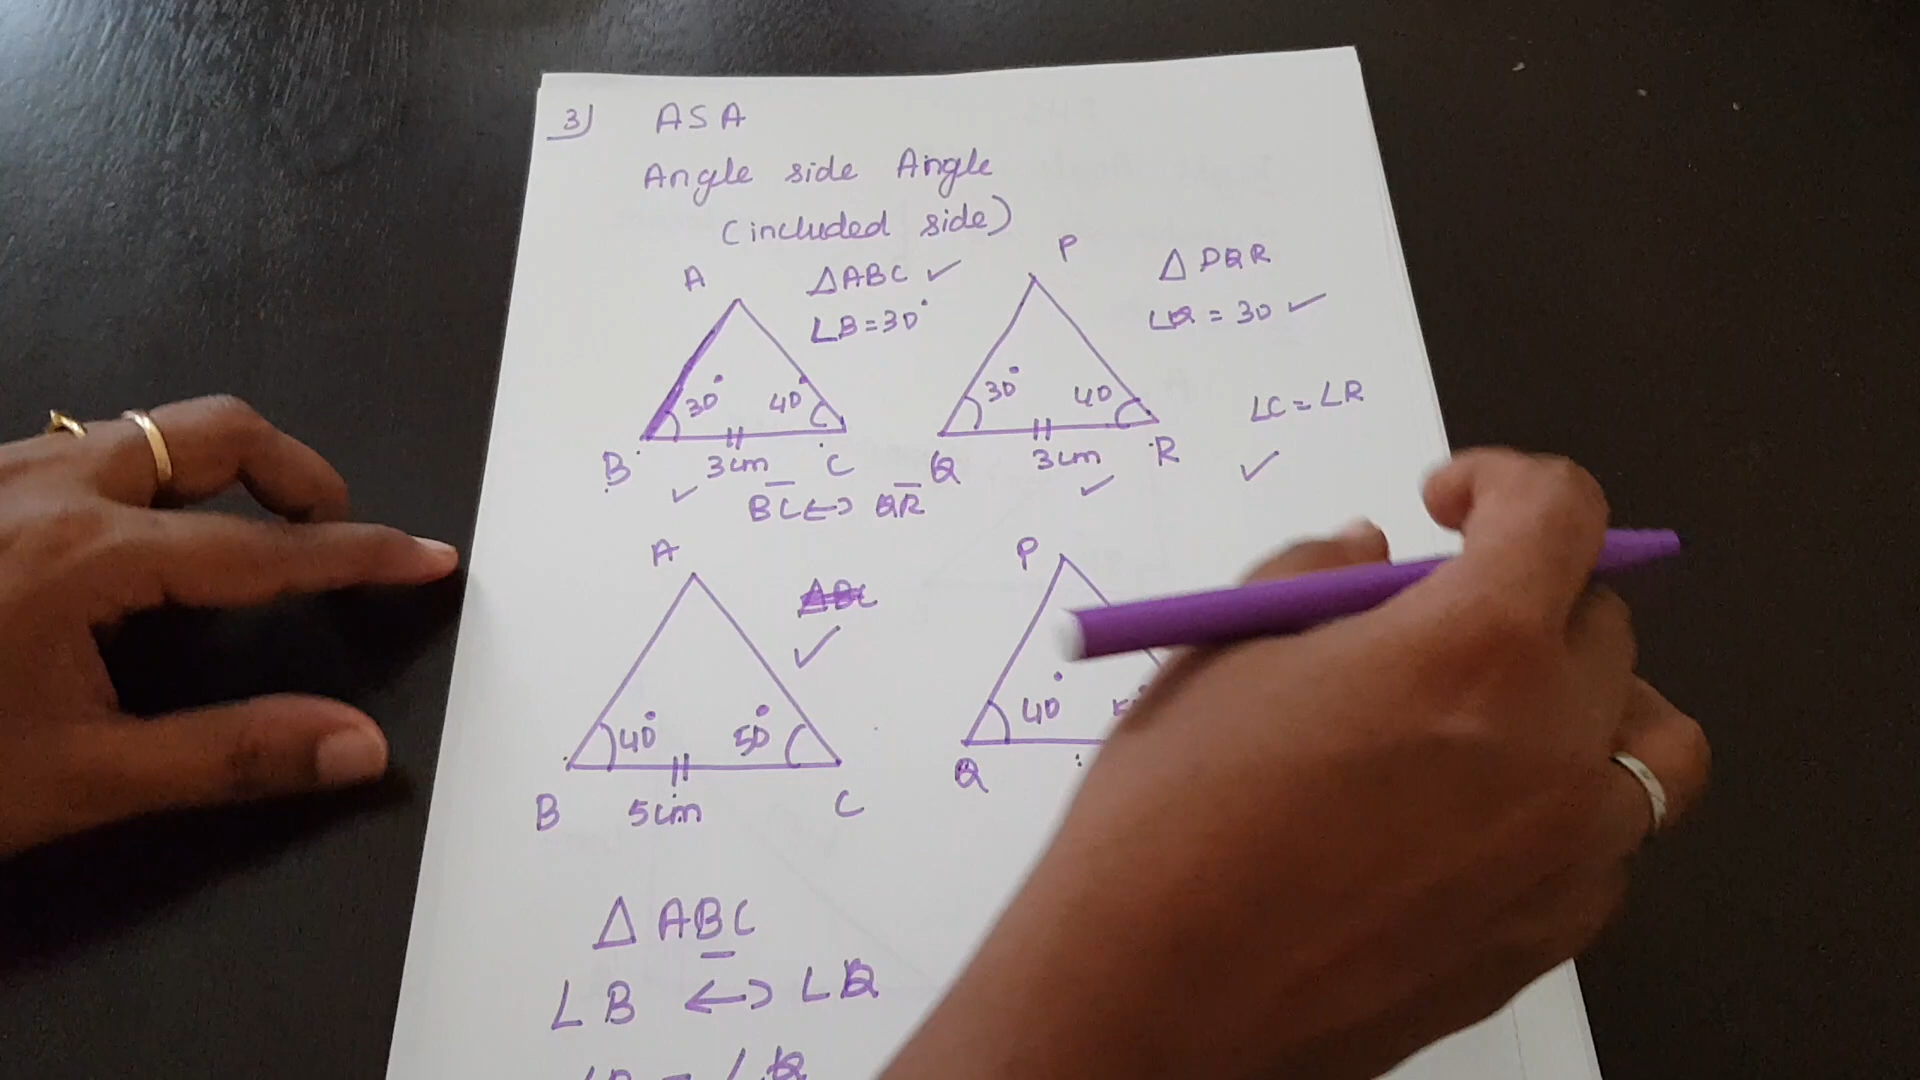 3) ASA
Angle side Angle
(included side)
A
△ABC ✓
∠B=30°
P
△ PQR
∠Q = 30 ✓
30° 40°
30° 40
∠C = ∠R
✓
B 3cm C
Q 3cm R
✓ ✓
BC ↔ QR
A
P
✓
40° 50°
40°
B 5cm C
Q
△ ABC
∠B ↔ ∠Q